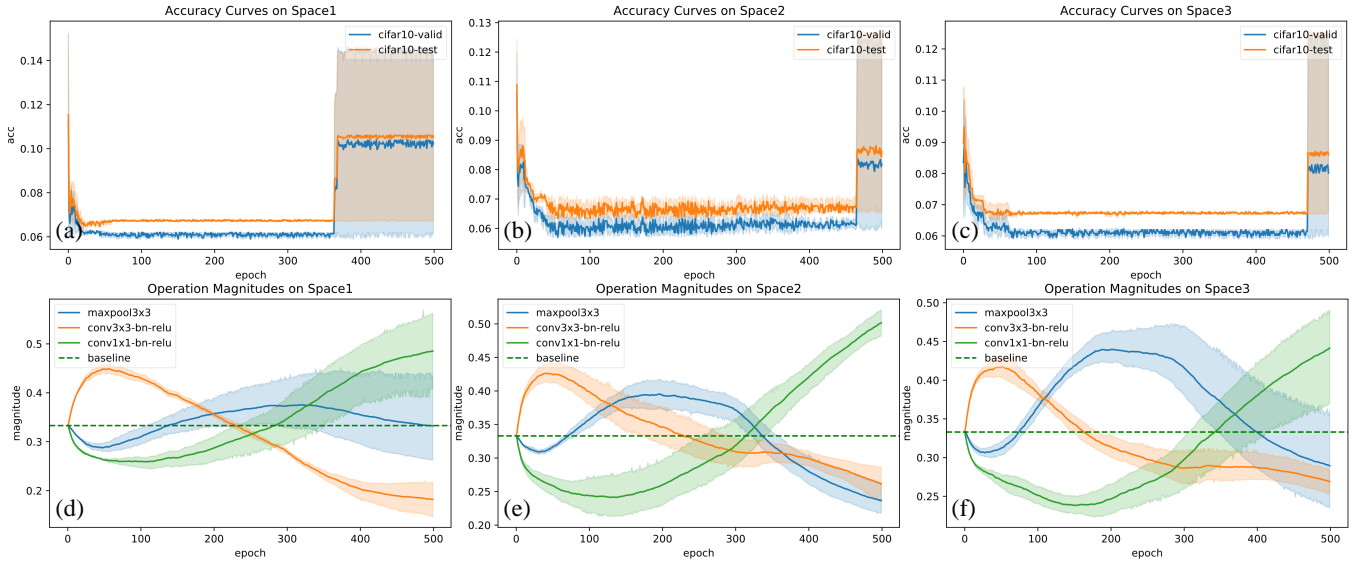 Accuracy Curves on Space1
0.14
0.12
0.10
0.08
0.06
acc
cifar10-valid
cifar10-test
(a)
0
100
200
300
400
500
epoch
Accuracy Curves on Space2
0.13
0.12
0.11
0.10
0.09
0.08
0.07
0.06
acc
cifar10-valid
cifar10-test
(b)
0
100
200
300
400
500
epoch
Accuracy Curves on Space3
0.12
0.11
0.10
0.09
0.08
0.07
0.06
acc
cifar10-valid
cifar10-test
(c)
0
100
200
300
400
500
epoch
Operation Magnitudes on Space1
0.5
0.4
0.3
0.2
magnitude
maxpool3x3
conv3x3-bn-relu
conv1x1-bn-relu
baseline
(d)
0
100
200
300
400
500
epoch
Operation Magnitudes on Space2
0.50
0.45
0.40
0.35
0.30
0.25
0.20
magnitude
maxpool3x3
conv3x3-bn-relu
conv1x1-bn-relu
baseline
(e)
0
100
200
300
400
500
epoch
Operation Magnitudes on Space3
0.50
0.45
0.40
0.35
0.30
0.25
magnitude
maxpool3x3
conv3x3-bn-relu
conv1x1-bn-relu
baseline
(f)
0
100
200
300
400
500
epoch